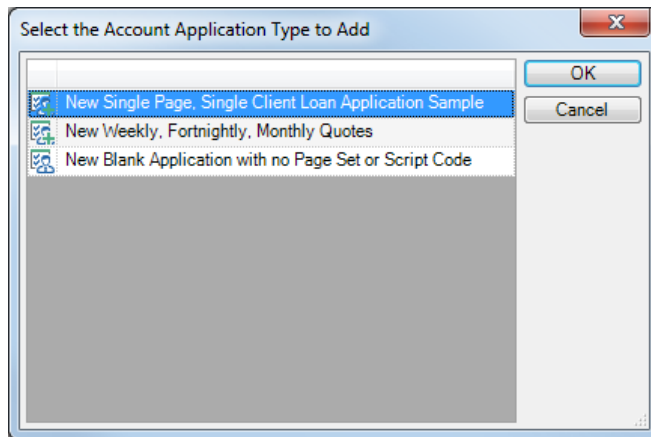 Select the Account Application Type to Add
OK
New Single Page, Single Client Loan Application Sample
Cancel
New Weekly, Fortnightly, Monthly Quotes
New Blank Application with no Page Set or Script Code